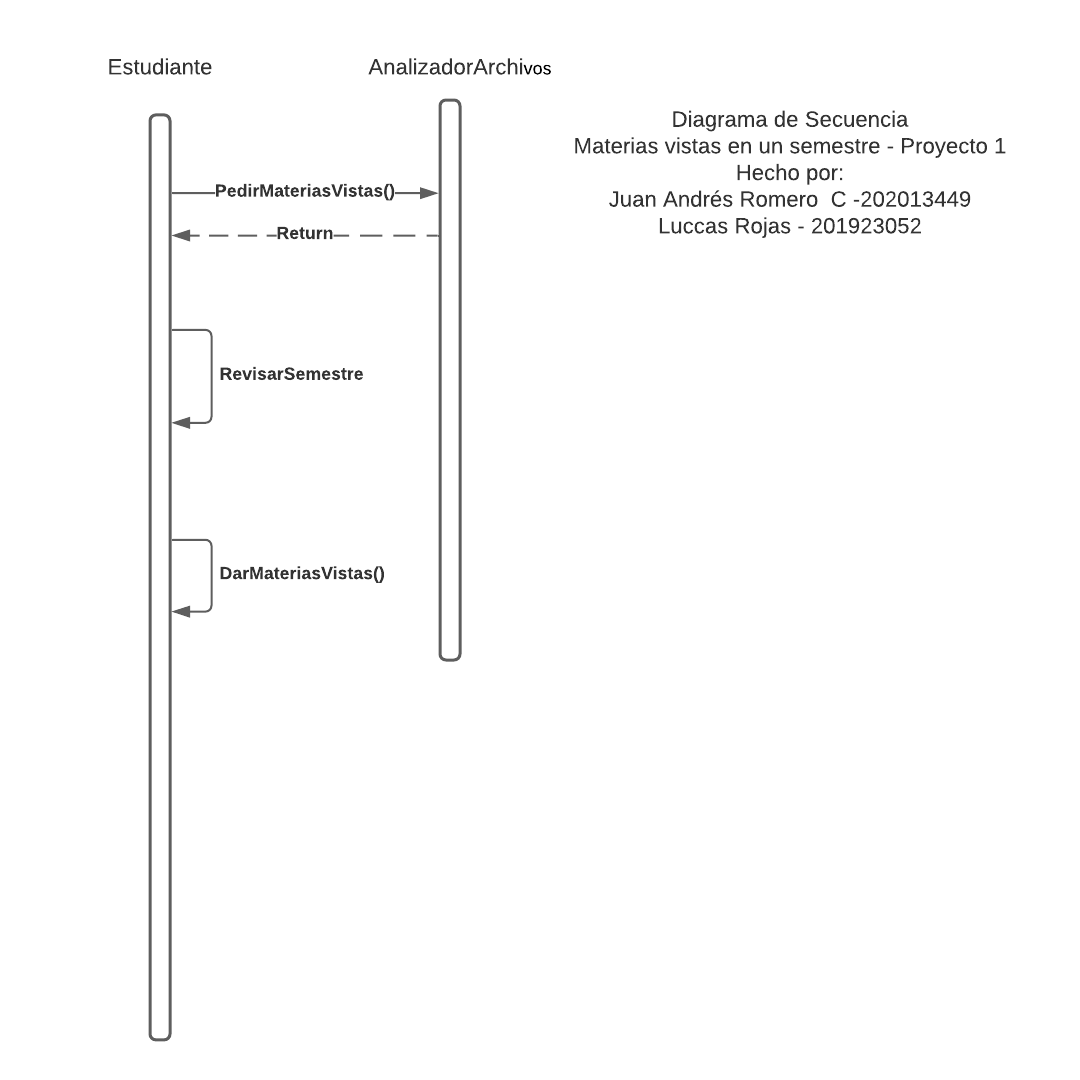 Estudiante
AnalizadorArchivos
Diagrama de Secuencia
Materias vistas en un semestre - Proyecto 1
Hecho por:
Juan Andrés Romero  C -202013449
Luccas Rojas - 201923052
PedirMateriasVistas()
Return
RevisarSemestre
DarMateriasVistas()